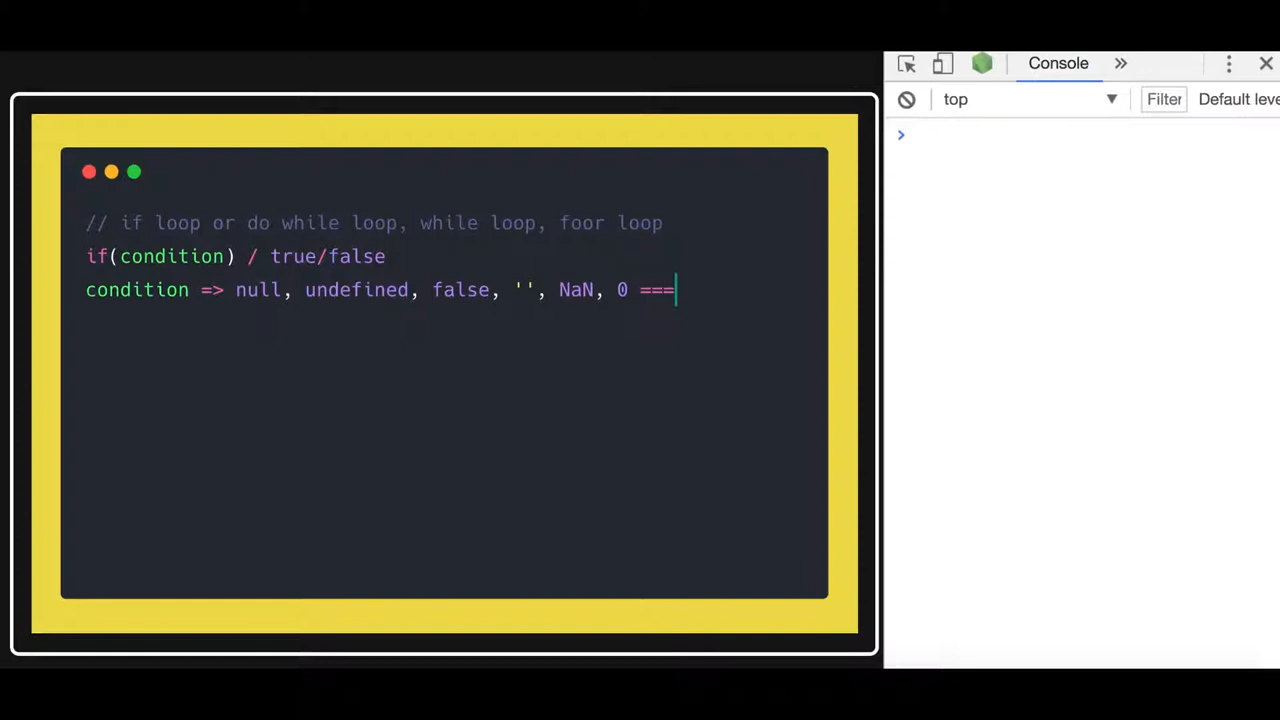 // if loop or do while loop, while loop, foor loop
if(condition) / true/false
condition => null, undefined, false, '', NaN, 0 ===
Console »
top ▼ Filter Default leve
>